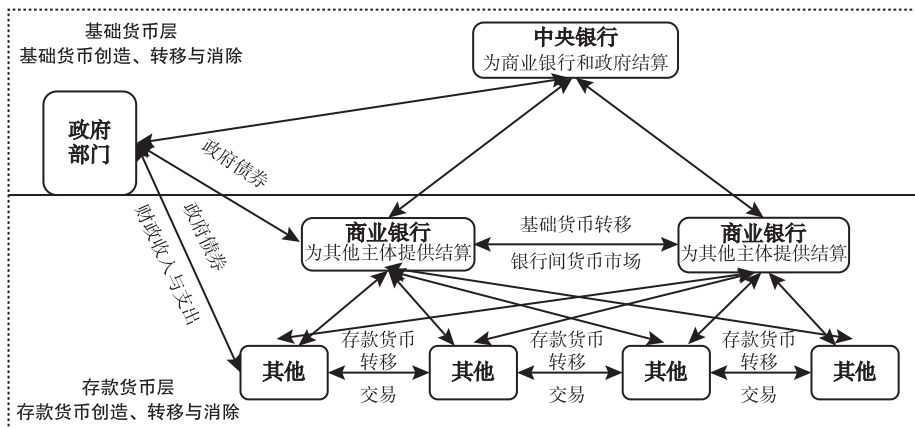 基础货币层
基础货币创造、转移与消除
中央银行
为商业银行和政府结算
政府
部门
政府债券
政府债券
财政收入与支出
商业银行
为其他主体提供结算
基础货币转移
银行间货币市场
商业银行
为其他主体提供结算
其他
存款货币
转移
交易
其他
存款货币
转移
交易
其他
存款货币
转移
交易
其他
存款货币层
存款货币创造、转移与消除